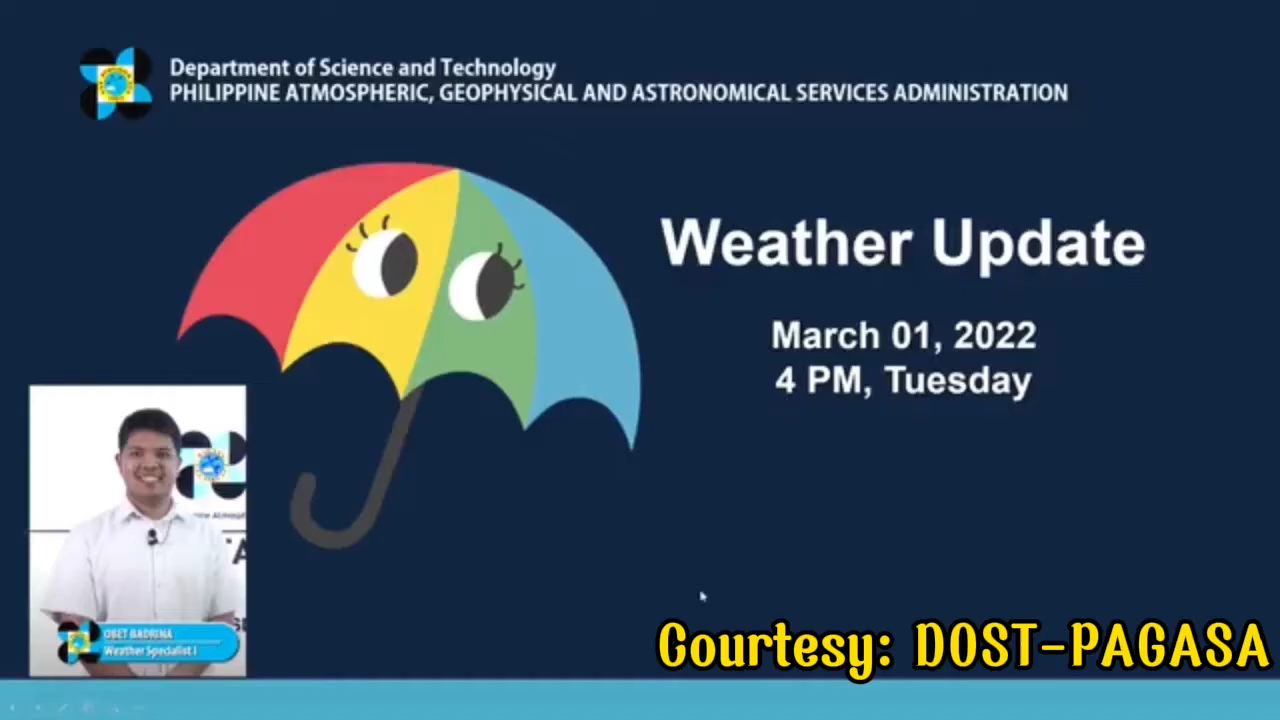 Department of Science and Technology
PHILIPPINE ATMOSPHERIC, GEOPHYSICAL AND ASTRONOMICAL SERVICES ADMINISTRATION
Weather Update
March 01, 2022
4 PM, Tuesday
OBET BADRINA
Weather Specialist I
Courtesy: DOST-PAGASA